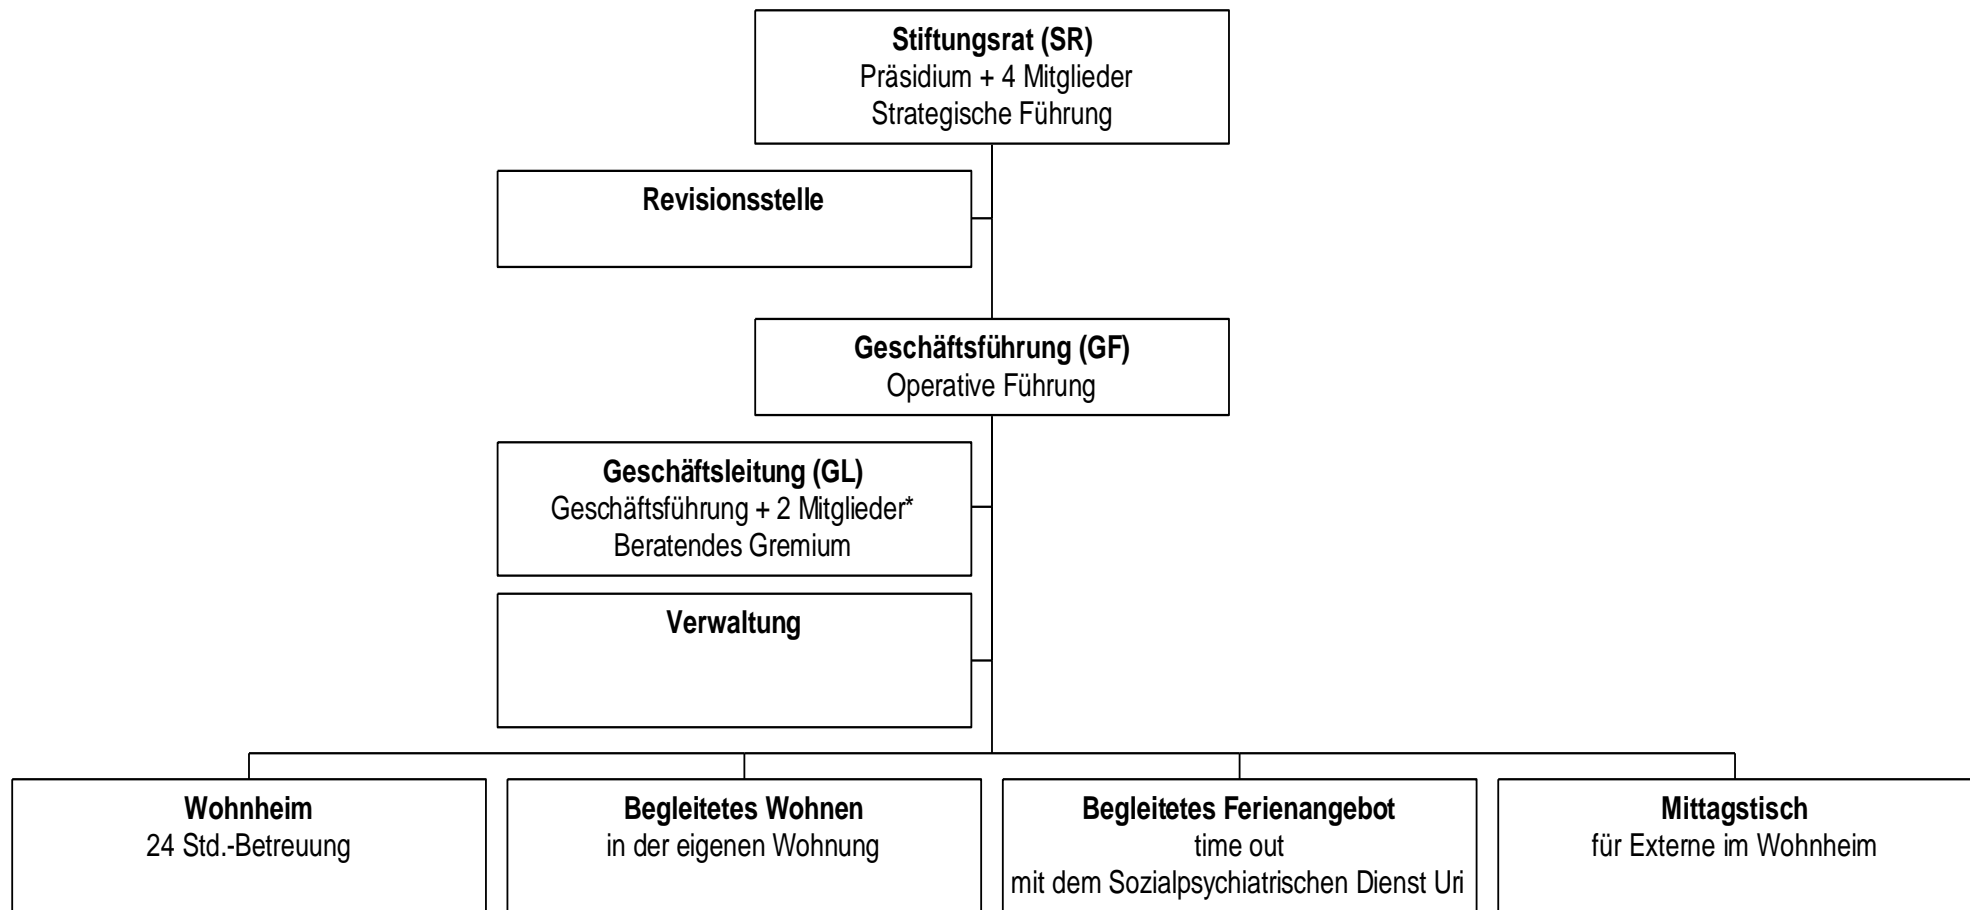 Stiftungsrat (SR)
Präsidium + 4 Mitglieder
Strategische Führung
Revisionsstelle
Geschäftsführung (GF)
Operative Führung
Geschäftsleitung (GL)
Geschäftsführung + 2 Mitglieder*
Beratendes Gremium
Verwaltung
Wohnheim
24 Std.-Betreuung
Begleitetes Wohnen
in der eigenen Wohnung
Begleitetes Ferienangebot
time out
mit dem Sozialpsychiatrischen Dienst Uri
Mittagstisch
für Externe im Wohnheim